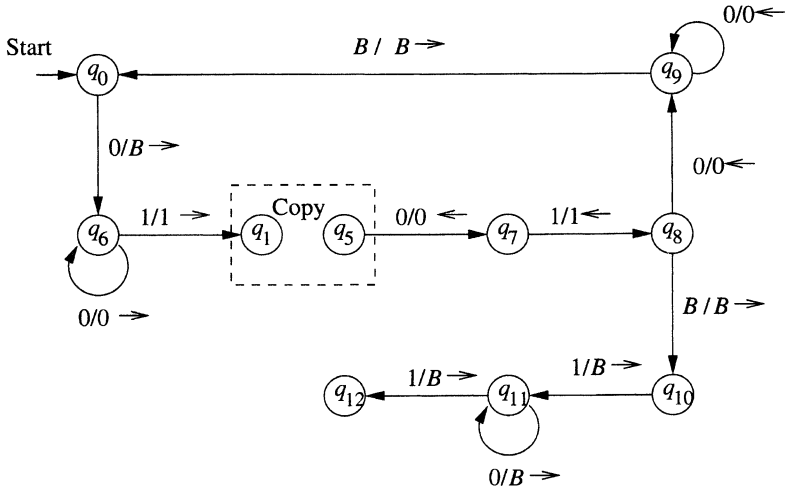 0/0 ←
Start
B / B →
q0
q9
0/B →
0/0 ←
Copy
1/1 →
0/0 ←
1/1 ←
q6
q1
q5
q7
q8
B / B →
0/0 →
1/B →
1/B →
q12
q11
q10
0/B →